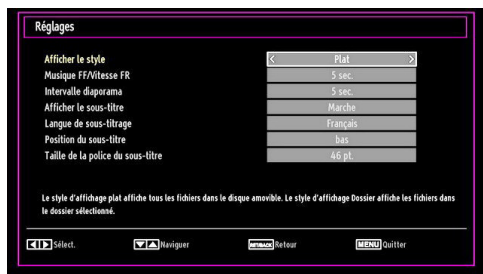 Réglages
Afficher le style Plat
Musique FF/Vitesse FR 5 sec.
Intervalle diaporama 5 sec.
Afficher le sous-titre Marche
Langue de sous-titrage Français
Position du sous-titre bas
Taille de la police du sous-titre 46 pt.
Le style d'affichage plat affiche tous les fichiers dans le disque amovible. Le style d'affichage Dossier affiche les fichiers dans
le dossier sélectionné.
Sélect. Naviguer RET/BACK Retour MENU Quitter